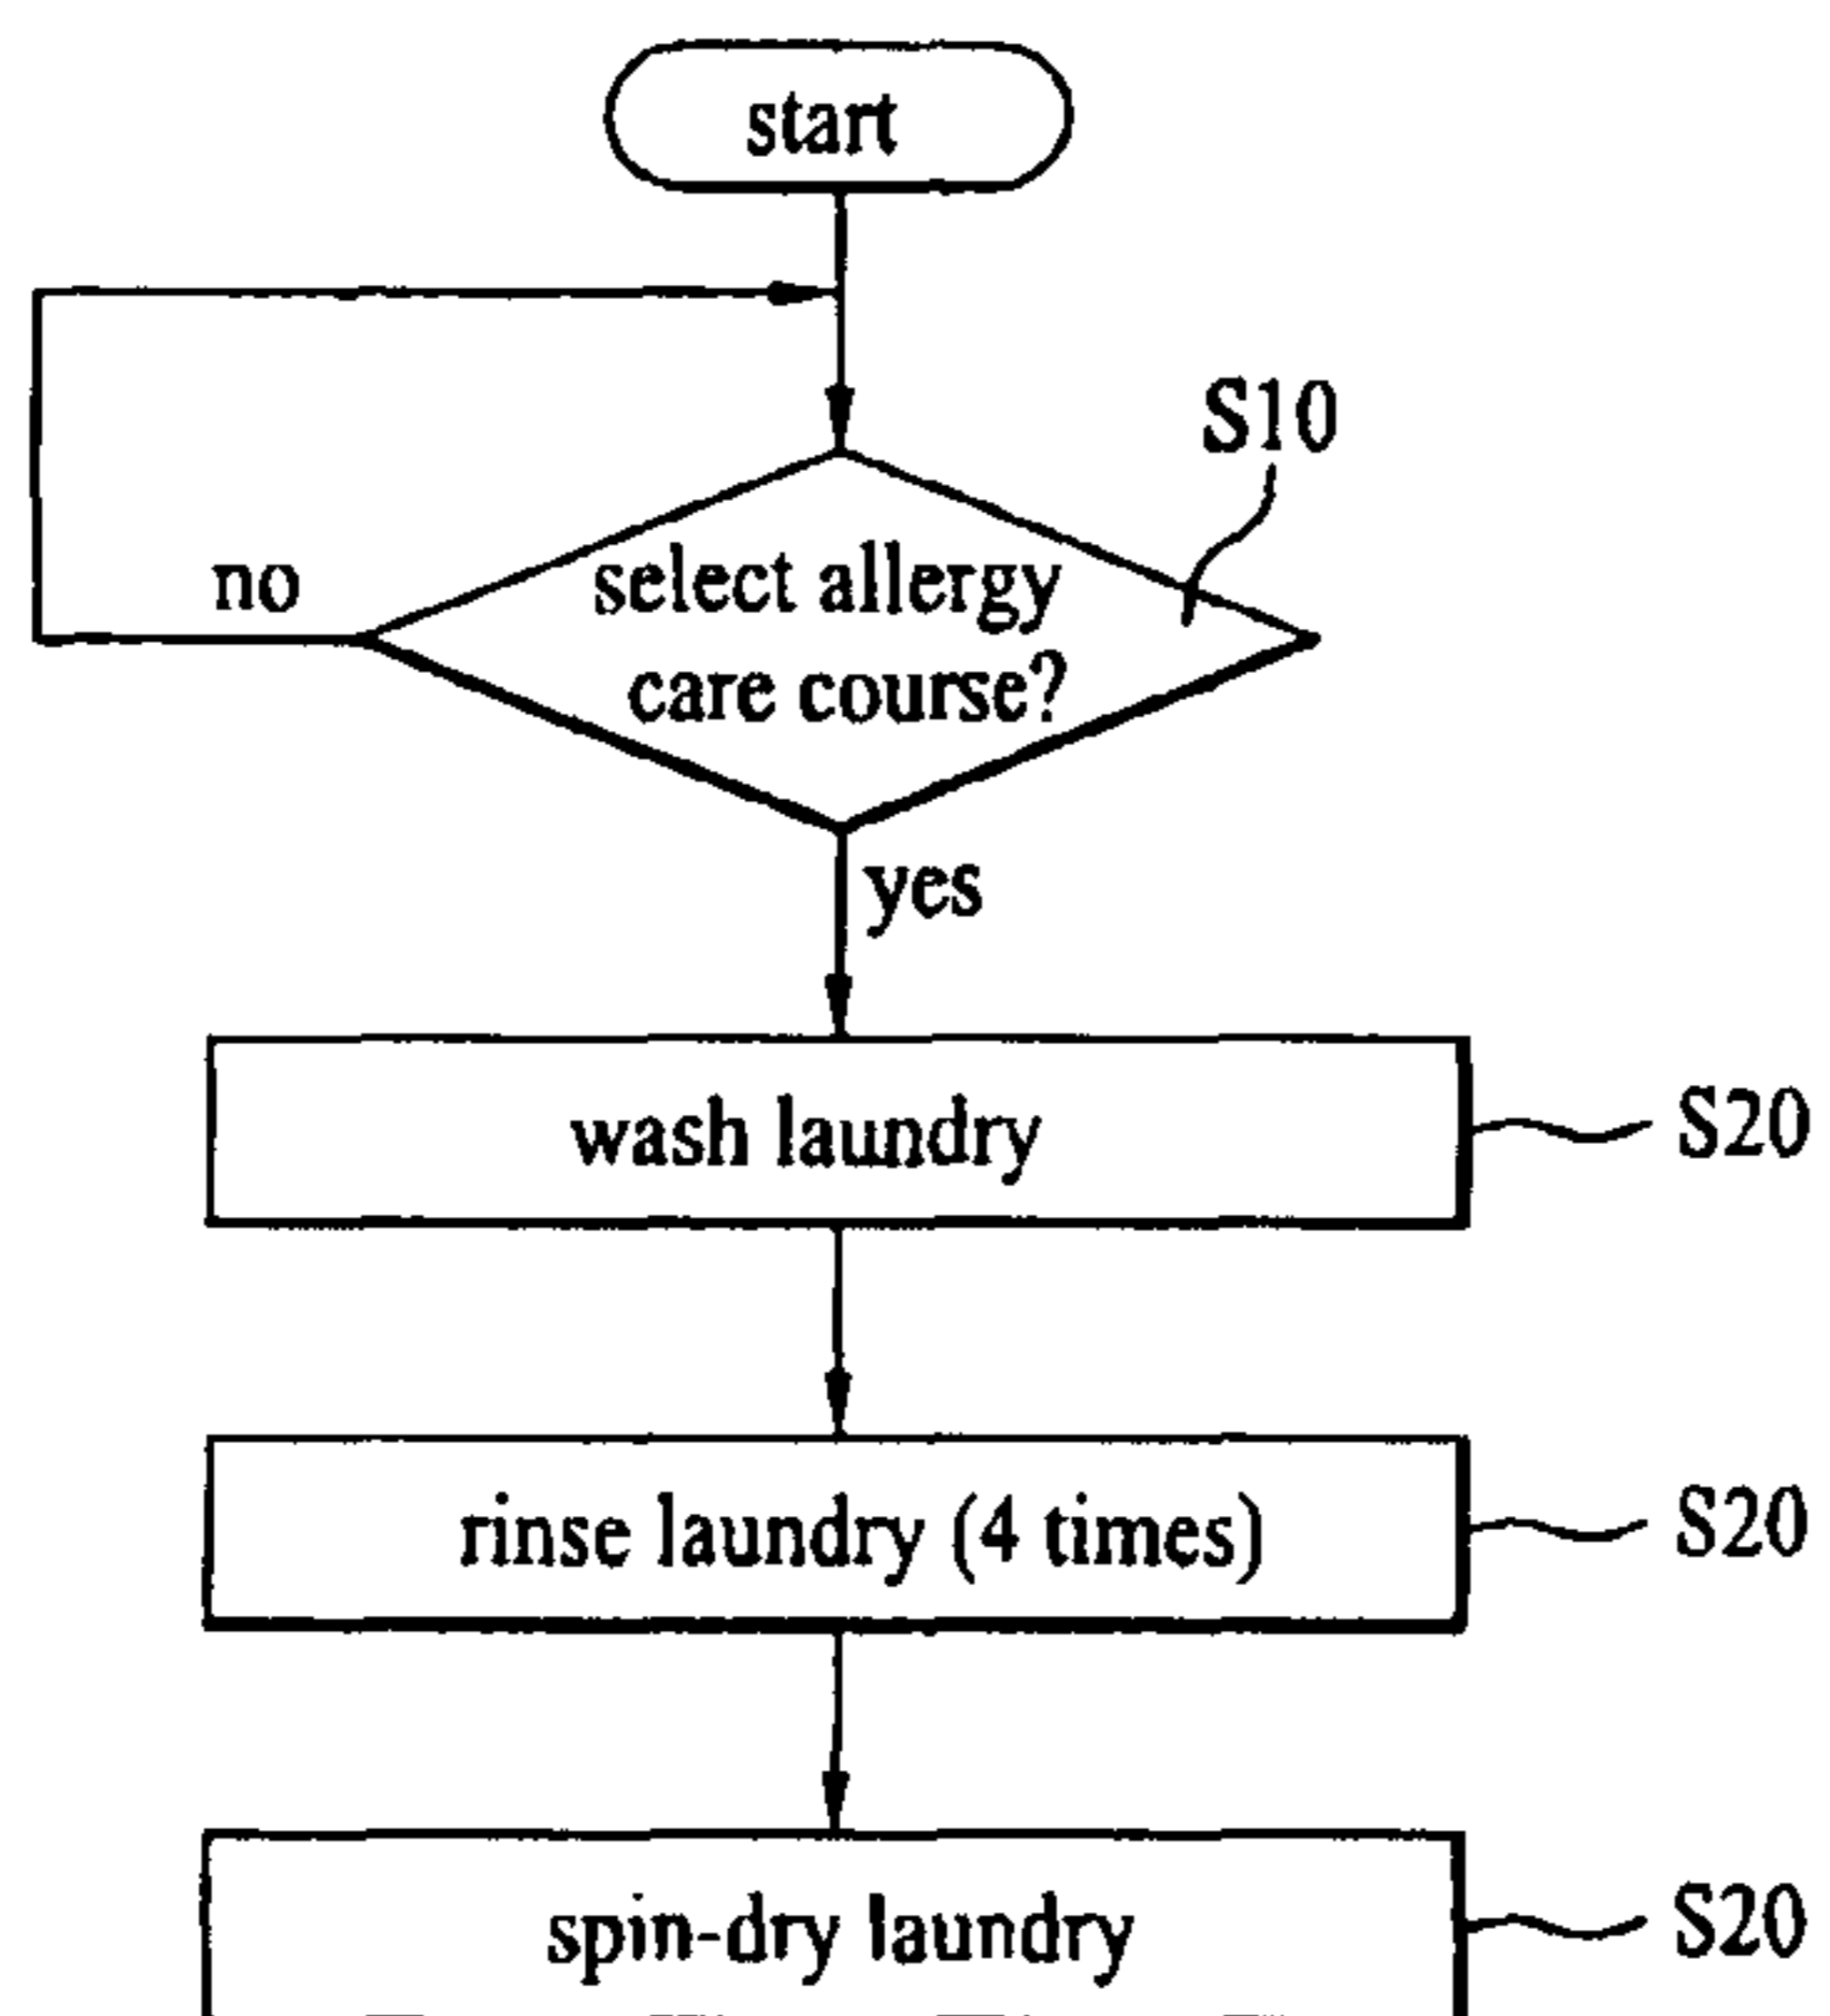 start
S10
no
select allergy
care course?
yes
wash laundry
S20
rinse laundry (4 times)
S20
spin-dry laundry
S20